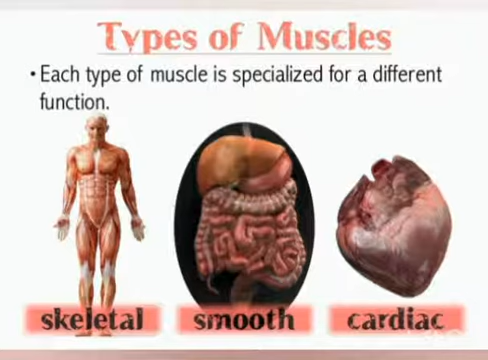 Types of Muscles
• Each type of muscle is specialized for a different
function.
skeletal smooth cardiac